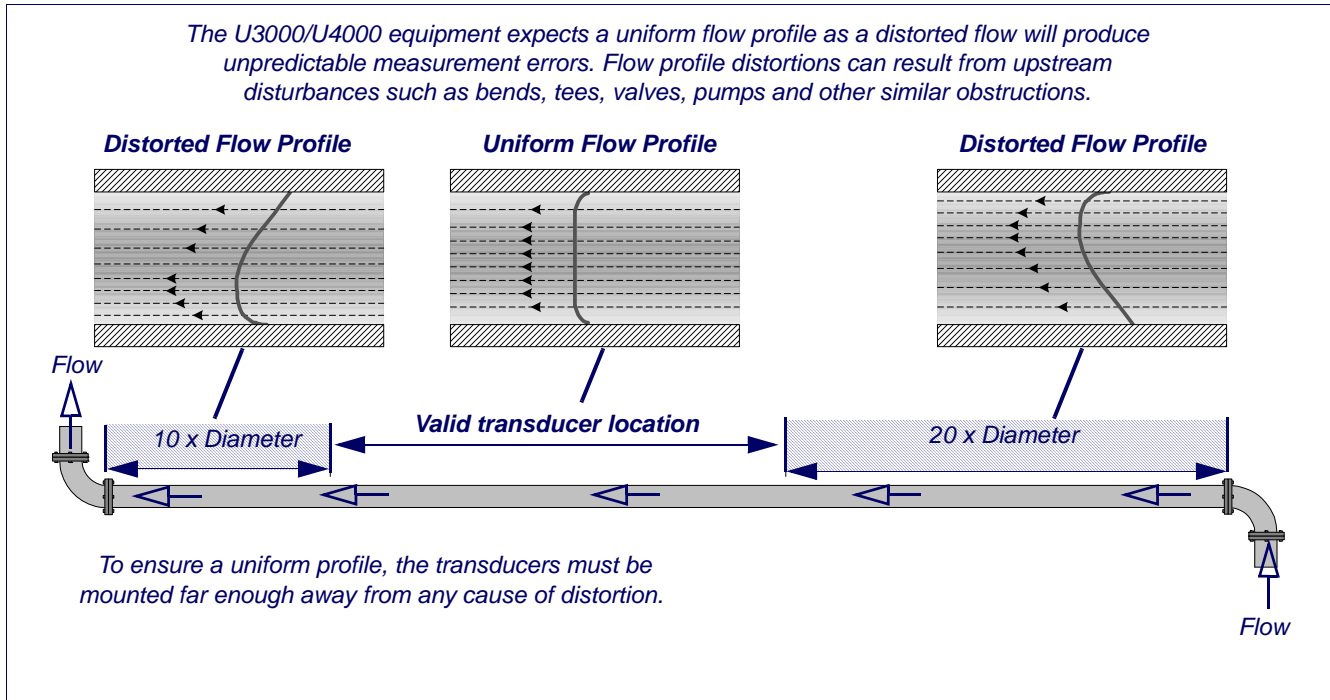 The U3000/U4000 equipment expects a uniform flow profile as a distorted flow will produce
unpredictable measurement errors. Flow profile distortions can result from upstream
disturbances such as bends, tees, valves, pumps and other similar obstructions.
Distorted Flow Profile
Uniform Flow Profile
Distorted Flow Profile
Flow
10 x Diameter
Valid transducer location
20 x Diameter
To ensure a uniform profile, the transducers must be
mounted far enough away from any cause of distortion.
Flow